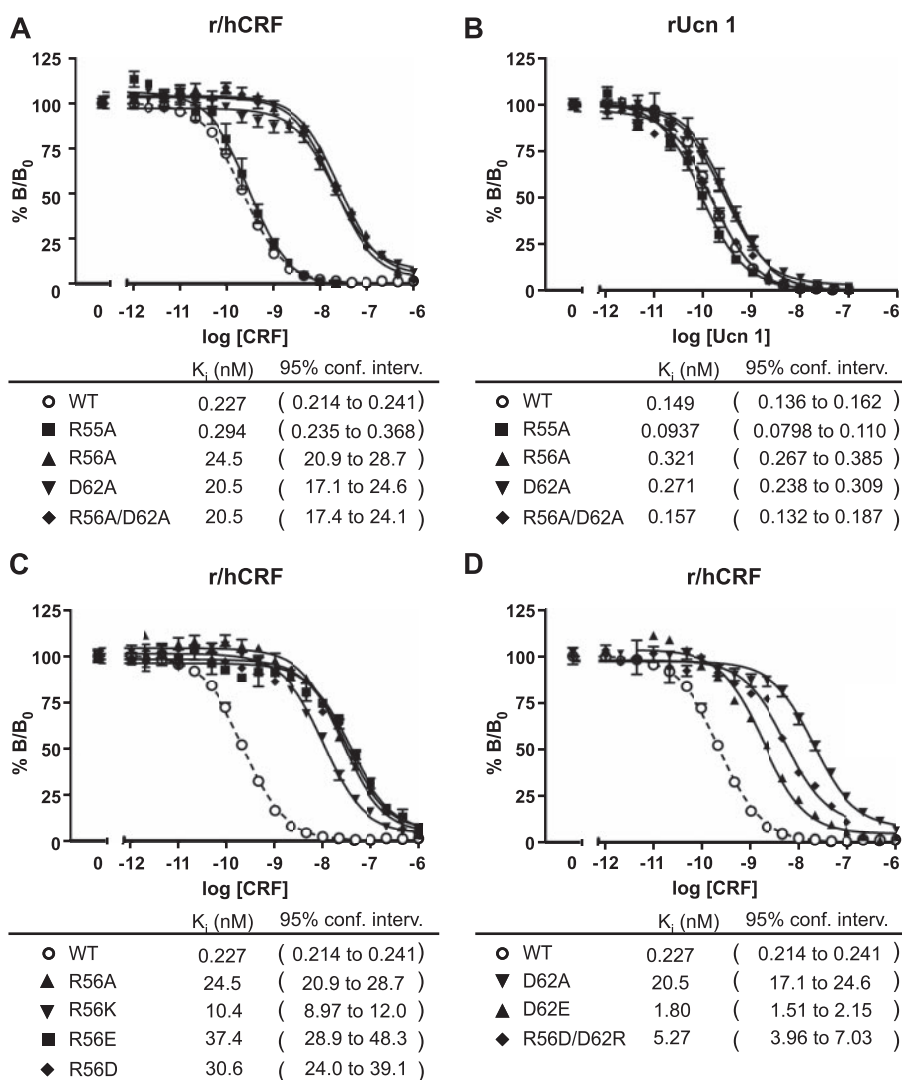 A r/hCRF
125
100
75
50
25
0
% B/B0
0 -12 -11 -10 -9 -8 -7 -6
log [CRF]
Ki (nM) 95% conf. interv.
WT 0.227 ( 0.214 to 0.241 )
R55A 0.294 ( 0.235 to 0.368 )
R56A 24.5 ( 20.9 to 28.7 )
D62A 20.5 ( 17.1 to 24.6 )
R56A/D62A 20.5 ( 17.4 to 24.1 )
B rUcn 1
125
100
75
50
25
0
% B/B0
0 -12 -11 -10 -9 -8 -7 -6
log [Ucn 1]
Ki (nM) 95% conf. interv.
WT 0.149 ( 0.136 to 0.162 )
R55A 0.0937 ( 0.0798 to 0.110 )
R56A 0.321 ( 0.267 to 0.385 )
D62A 0.271 ( 0.238 to 0.309 )
R56A/D62A 0.157 ( 0.132 to 0.187 )
C r/hCRF
125
100
75
50
25
0
% B/B0
0 -12 -11 -10 -9 -8 -7 -6
log [CRF]
Ki (nM) 95% conf. interv.
WT 0.227 ( 0.214 to 0.241 )
R56A 24.5 ( 20.9 to 28.7 )
R56K 10.4 ( 8.97 to 12.0 )
R56E 37.4 ( 28.9 to 48.3 )
R56D 30.6 ( 24.0 to 39.1 )
D r/hCRF
125
100
75
50
25
0
% B/B0
0 -12 -11 -10 -9 -8 -7 -6
log [CRF]
Ki (nM) 95% conf. interv.
WT 0.227 ( 0.214 to 0.241 )
D62A 20.5 ( 17.1 to 24.6 )
D62E 1.80 ( 1.51 to 2.15 )
R56D/D62R 5.27 ( 3.96 to 7.03 )